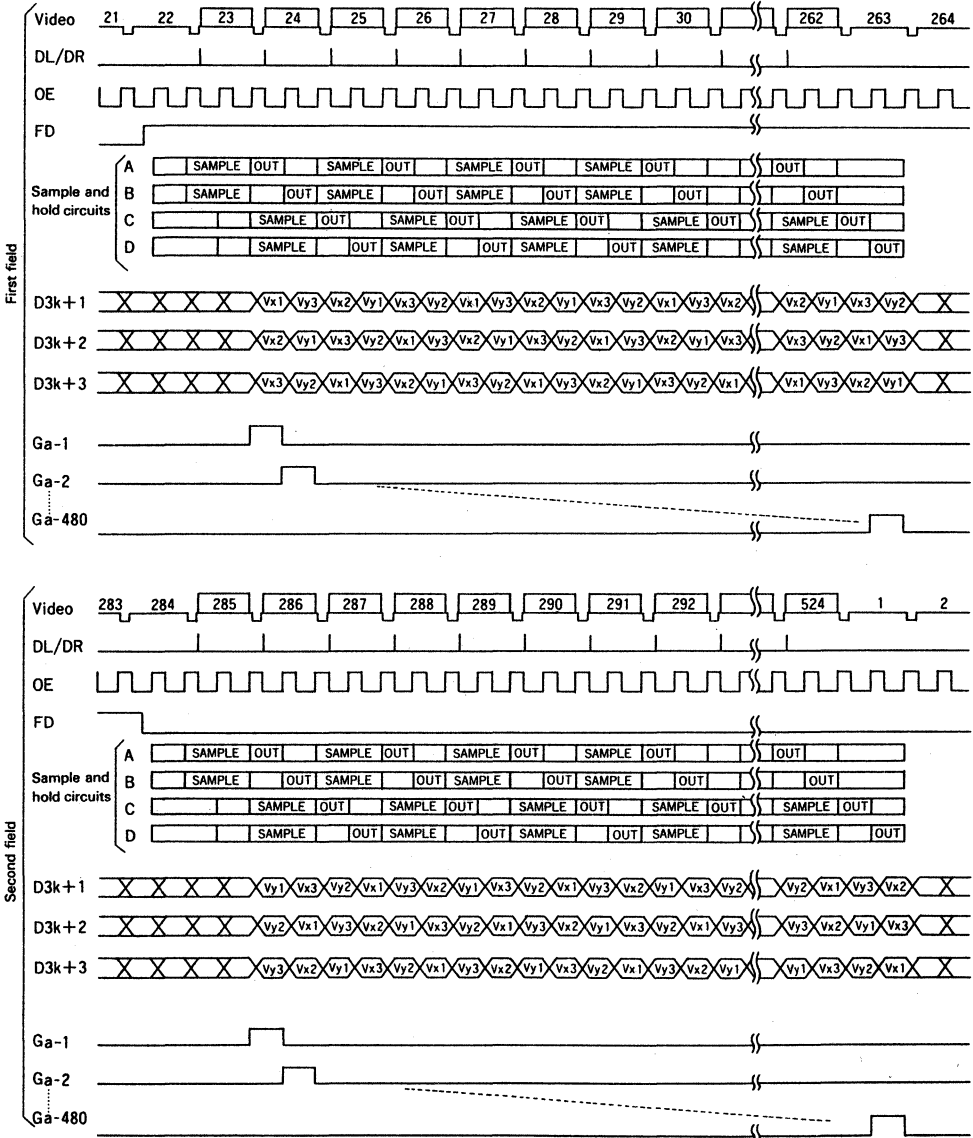 First field
Video 21 22 23 24 25 26 27 28 29 30 262 263 264
DL/DR
OE
FD
Sample and hold circuits
A SAMPLE OUT SAMPLE OUT SAMPLE OUT SAMPLE OUT OUT
B SAMPLE OUT SAMPLE OUT SAMPLE OUT SAMPLE OUT OUT
C SAMPLE OUT SAMPLE OUT SAMPLE OUT SAMPLE OUT SAMPLE OUT
D SAMPLE OUT SAMPLE OUT SAMPLE OUT SAMPLE SAMPLE OUT
D3k+1 Vx1 Vy3 Vx2 Vy1 Vx3 Vy2 Vx1 Vy3 Vx2 Vy1 Vx3 Vy2 Vx1 Vy3 Vx2 Vx2 Vy1 Vx3 Vy2
D3k+2 Vx2 Vy1 Vx3 Vy2 Vx1 Vy3 Vx2 Vy1 Vx3 Vy2 Vx1 Vy3 Vx2 Vy1 Vx3 Vx3 Vy2 Vx1 Vy3
D3k+3 Vx3 Vy2 Vx1 Vy3 Vx2 Vy1 Vx3 Vy2 Vx1 Vy3 Vx2 Vy1 Vx3 Vy2 Vx1 Vx1 Vy3 Vx2 Vy1
Ga-1
Ga-2
Ga-480
Second field
Video 283 284 285 286 287 288 289 290 291 292 524 1 2
DL/DR
OE
FD
Sample and hold circuits
A SAMPLE OUT SAMPLE OUT SAMPLE OUT SAMPLE OUT OUT
B SAMPLE OUT SAMPLE OUT SAMPLE OUT SAMPLE OUT OUT
C SAMPLE OUT SAMPLE OUT SAMPLE OUT SAMPLE OUT SAMPLE OUT
D SAMPLE OUT SAMPLE OUT SAMPLE OUT SAMPLE SAMPLE OUT
D3k+1 Vy1 Vx3 Vy2 Vx1 Vy3 Vx2 Vy1 Vx3 Vy2 Vx1 Vy3 Vx2 Vy1 Vx3 Vy2 Vy2 Vx1 Vy3 Vx2
D3k+2 Vy2 Vx1 Vy3 Vx2 Vy1 Vx3 Vy2 Vx1 Vy3 Vx2 Vy1 Vx3 Vy2 Vx1 Vy3 Vy3 Vx2 Vy1 Vx3
D3k+3 Vy3 Vx2 Vy1 Vx3 Vy2 Vx1 Vy3 Vx2 Vy1 Vx3 Vy2 Vx1 Vy3 Vx2 Vy1 Vy1 Vx3 Vy2 Vx1
Ga-1
Ga-2
Ga-480